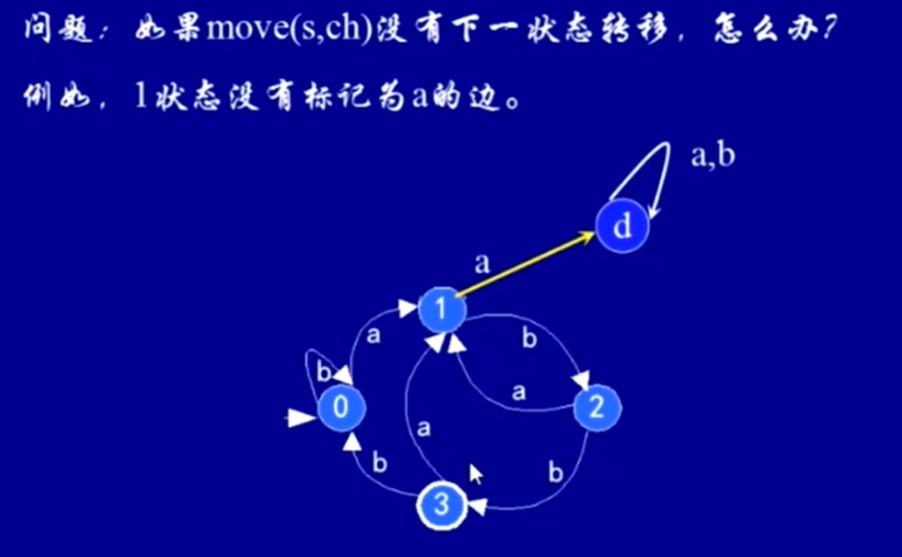 问题：如果move(s,ch)没有下一状态转移，怎么办？
例如，1状态没有标记为a的边。
a,b
d
a
1
a
b
b
a
0
2
a
b
b
3